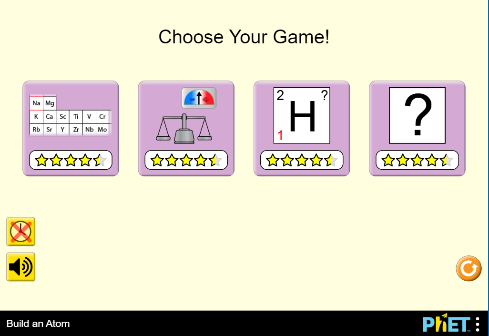 Choose Your Game!
Na Mg
K Ca Sc Ti V Cr
Rb Sr Y Zr Nb Mo
2 ?
H
1
?
Build an Atom
PhET